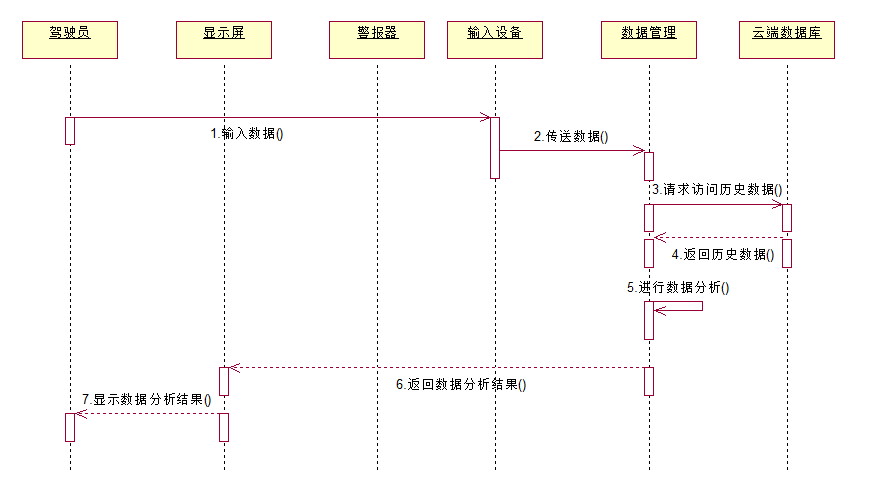 驾驶员
显示屏
警报器
输入设备
数据管理
云端数据库
1.输入数据()
2.传送数据()
3.请求访问历史数据()
4.返回历史数据()
5.进行数据分析()
6.返回数据分析结果()
7.显示数据分析结果()